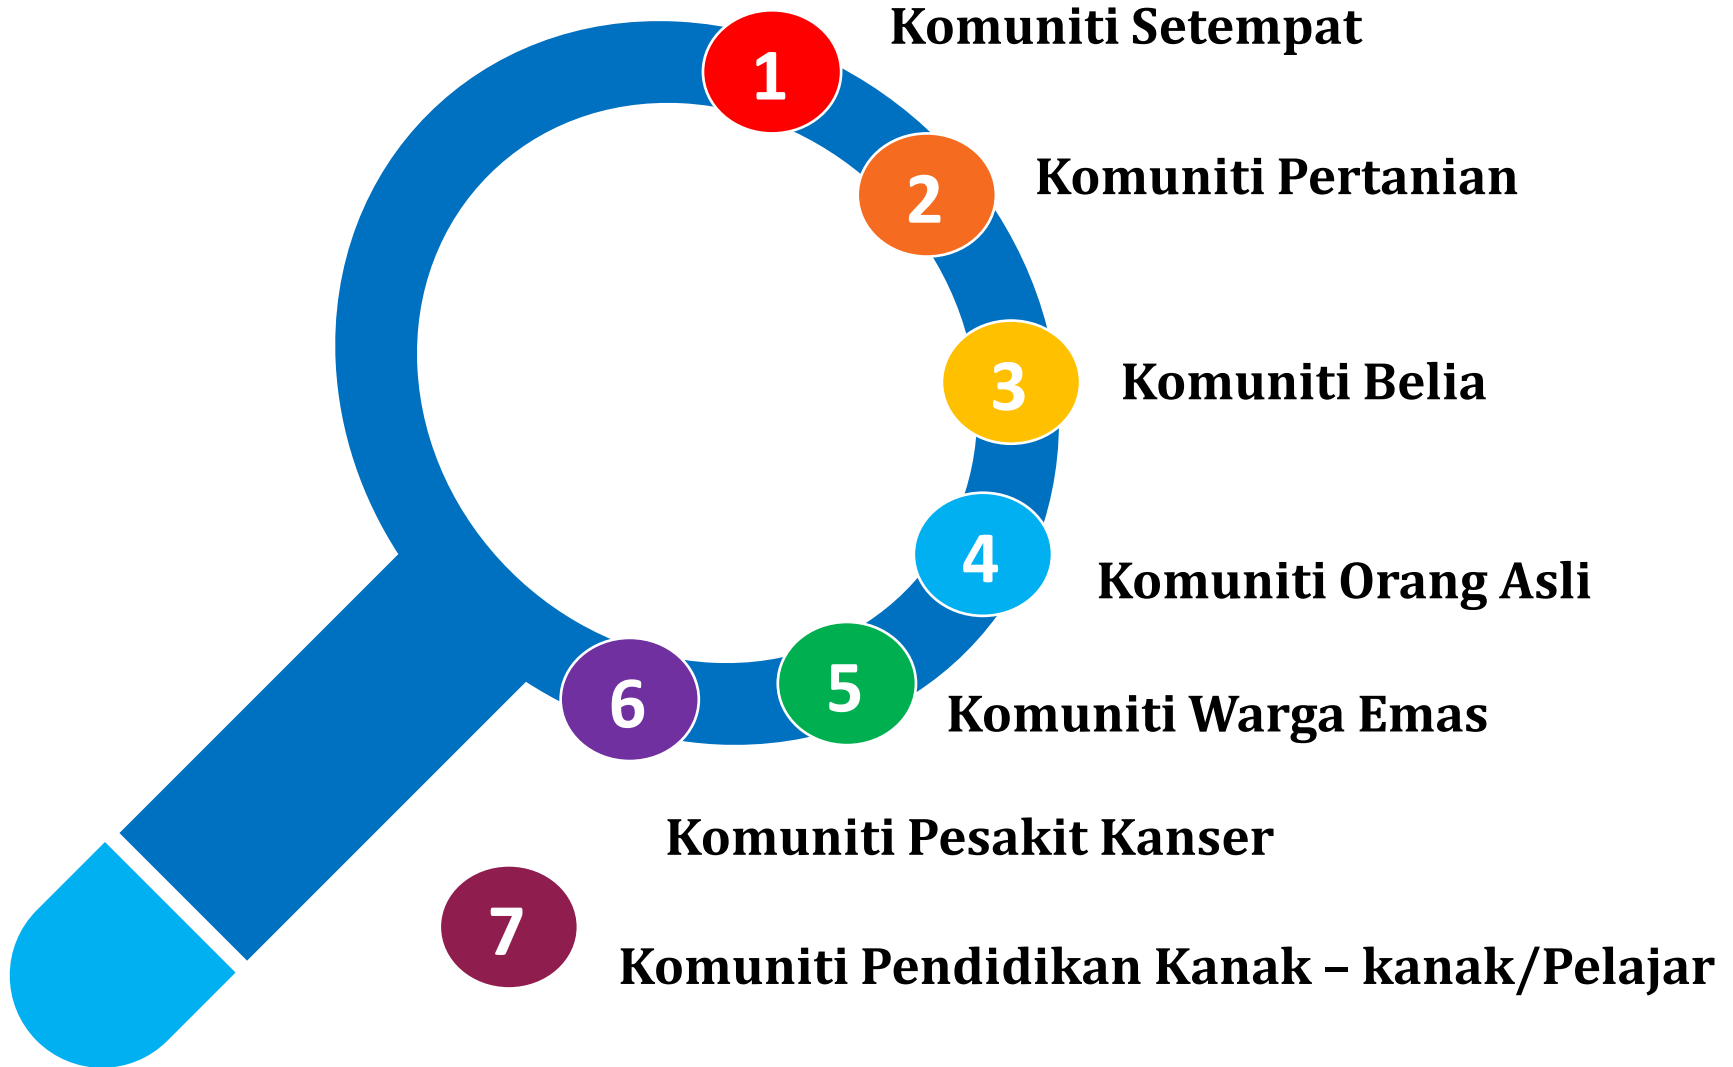 1 Komuniti Setempat
2 Komuniti Pertanian
3 Komuniti Belia
4 Komuniti Orang Asli
5 Komuniti Warga Emas
6 Komuniti Pesakit Kanser
7 Komuniti Pendidikan Kanak – kanak/Pelajar